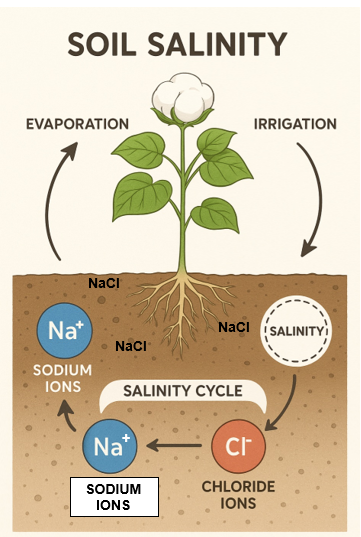 SOIL SALINITY
EVAPORATION
IRRIGATION
NaCl
NaCl
NaCl
Na+
SODIUM
IONS
SALINITY
SALINITY CYCLE
Na+
Cl-
SODIUM
IONS
CHLORIDE
IONS